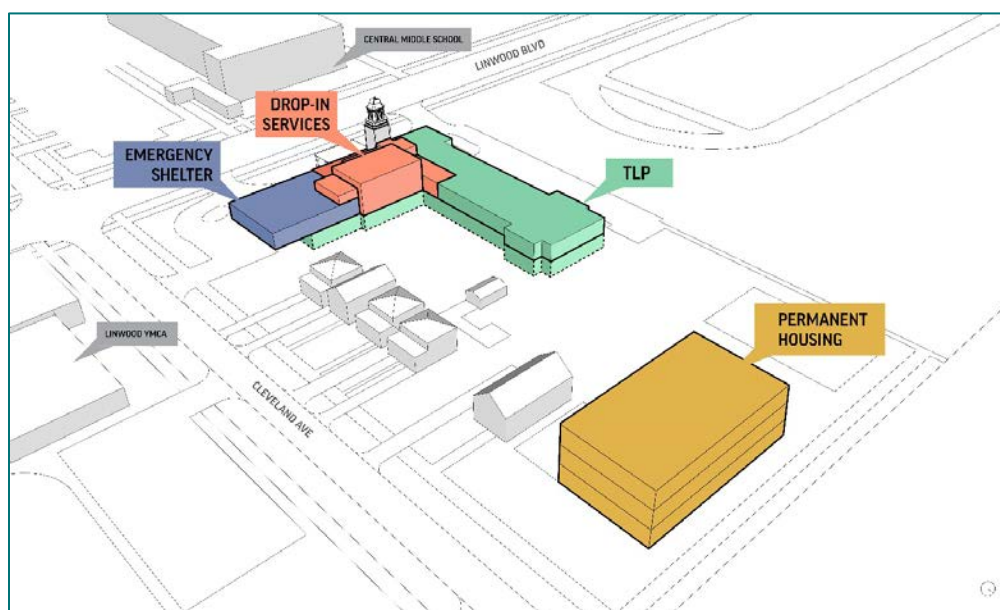 CENTRAL MIDDLE SCHOOL
LINWOOD BLVD
DROP-IN
SERVICES
EMERGENCY
SHELTER
TLP
PERMANENT
HOUSING
LINWOOD YMCA
CLEVELAND AVE